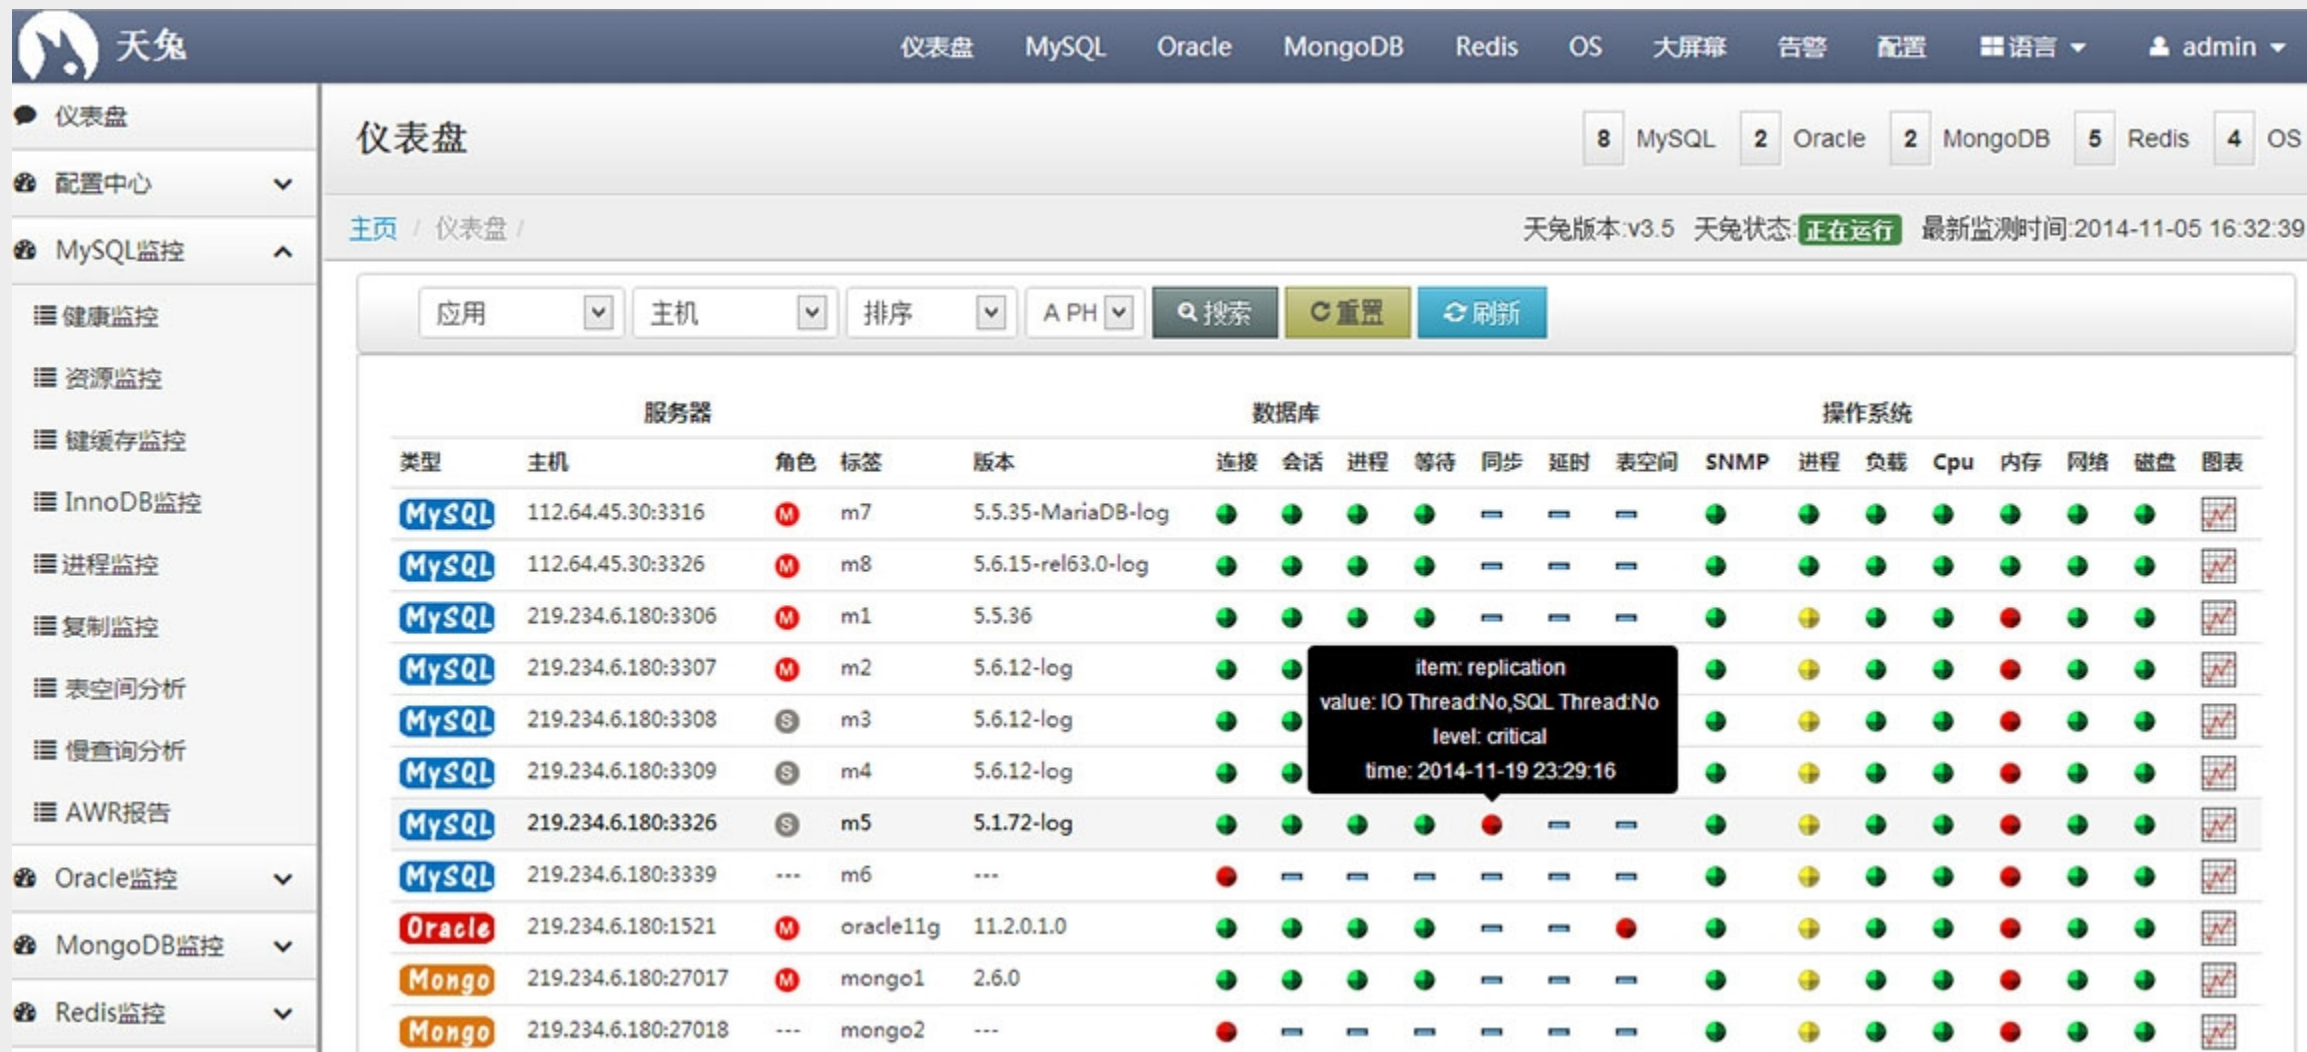 天兔 仪表盘 MySQL Oracle MongoDB Redis OS 大屏幕 告警 配置 语言 admin
仪表盘
配置中心
MySQL监控
健康监控
资源监控
键缓存监控
InnoDB监控
进程监控
复制监控
表空间分析
慢查询分析
AWR报告
Oracle监控
MongoDB监控
Redis监控
仪表盘 8 MySQL 2 Oracle 2 MongoDB 5 Redis 4 OS
主页 / 仪表盘 / 天兔版本:v3.5 天兔状态:正在运行 最新监测时间:2014-11-05 16:32:39
应用 主机 排序 A PH 搜索 重置 刷新
服务器 数据库 操作系统
类型 主机 角色 标签 版本 连接 会话 进程 等待 同步 延时 表空间 SNMP 进程 负载 Cpu 内存 网络 磁盘 图表
MySQL 112.64.45.30:3316 M m7 5.5.35-MariaDB-log
MySQL 112.64.45.30:3326 M m8 5.6.15-rel63.0-log
MySQL 219.234.6.180:3306 M m1 5.5.36
MySQL 219.234.6.180:3307 M m2 5.6.12-log
MySQL 219.234.6.180:3308 S m3 5.6.12-log
MySQL 219.234.6.180:3309 S m4 5.6.12-log
MySQL 219.234.6.180:3326 S m5 5.1.72-log
MySQL 219.234.6.180:3339 --- m6 ---
Oracle 219.234.6.180:1521 M oracle11g 11.2.0.1.0
Mongo 219.234.6.180:27017 M mongo1 2.6.0
Mongo 219.234.6.180:27018 --- mongo2 ---
item: replication
value: IO Thread:No,SQL Thread:No
level: critical
time: 2014-11-19 23:29:16